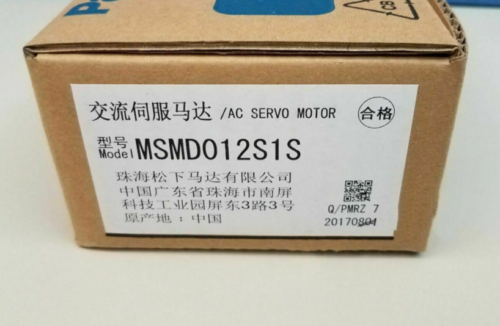 交流伺服马达 /AC SERVO MOTOR 合格
型号
Model MSMD012S1S
珠海松下马达有限公司
中国广东省珠海市南屏
科技工业园屏东3路3号
原产地：中国
Q/PMRZ 7
20170801